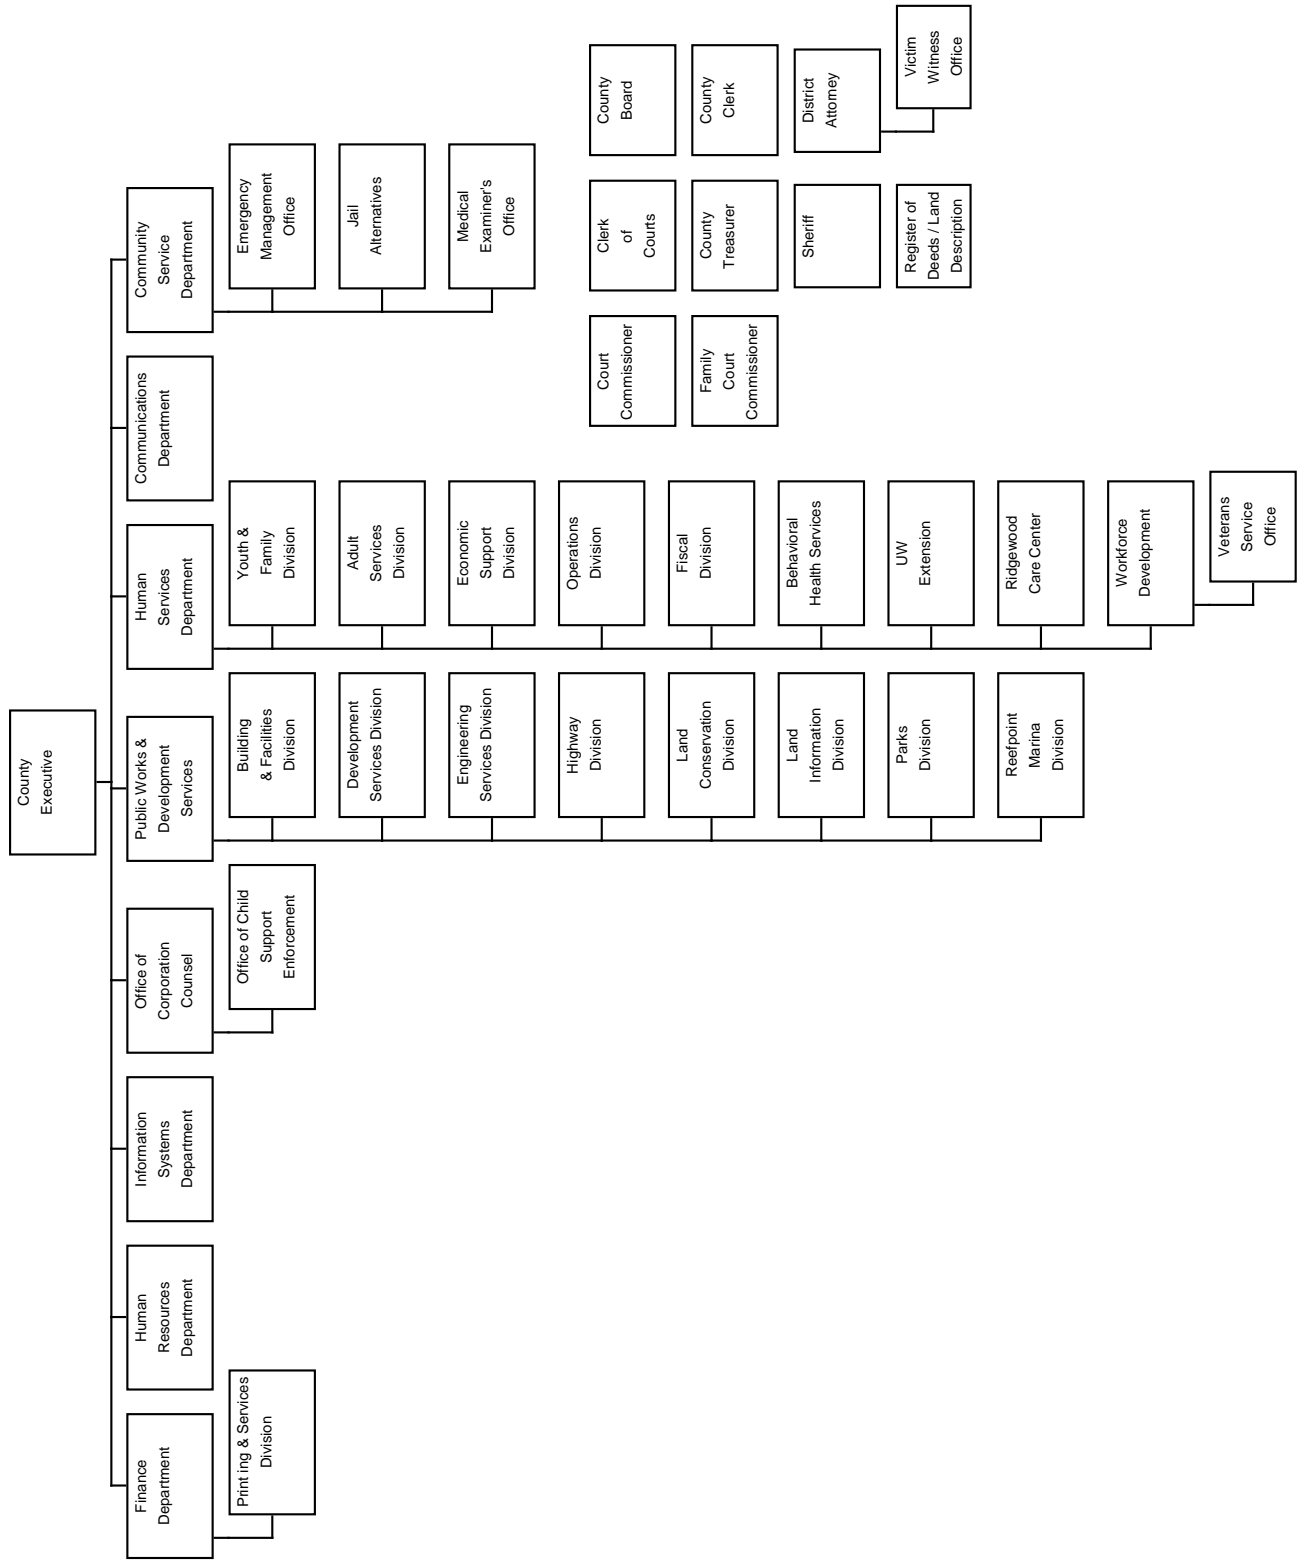 County
Executive
Finance
Department
Print ing & Services
Division
Human
Resources
Department
Information
Systems
Department
Office of
Corporation
Counsel
Office of Child
Support
Enforcement
Public Works &
Development
Services
Building
& Facilities
Division
Development
Services Division
Engineering
Services Division
Highway
Division
Land
Conservation
Division
Land
Information
Division
Parks
Division
Reefpoint
Marina
Division
Human
Services
Department
Youth &
Family
Division
Adult
Services
Division
Economic
Support
Division
Operations
Division
Fiscal
Division
Behavioral
Health Services
UW
Extension
Ridgewood
Care Center
Workforce
Development
Veterans
Service
Office
Communications
Department
Community
Service
Department
Emergency
Management
Office
Jail
Alternatives
Medical
Examiner's
Office
Court
Commissioner
Clerk
of
Courts
County
Board
Family
Court
Commissioner
County
Treasurer
County
Clerk
Sheriff
District
Attorney
Register of
Deeds / Land
Description
Victim
Witness
Office